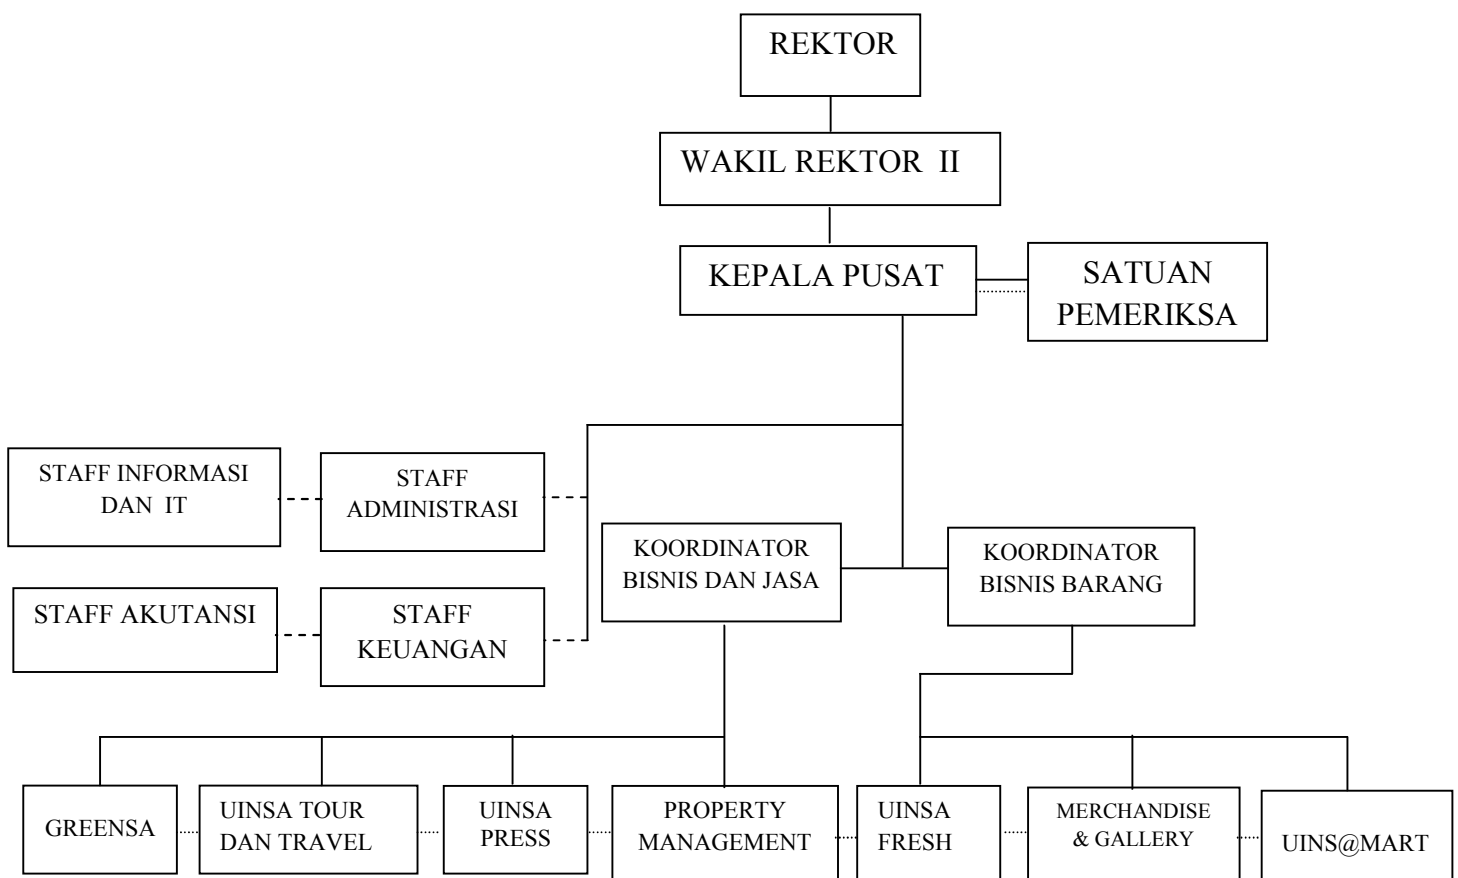 REKTOR
WAKIL REKTOR II
KEPALA PUSAT
SATUAN
PEMERIKSA
STAFF INFORMASI
DAN IT
STAFF
ADMINISTRASI
KOORDINATOR
BISNIS DAN JASA
KOORDINATOR
BISNIS BARANG
STAFF AKUTANSI
STAFF
KEUANGAN
GREENSA
UINSA TOUR
DAN TRAVEL
UINSA
PRESS
PROPERTY
MANAGEMENT
UINSA
FRESH
MERCHANDISE
& GALLERY
UINS@MART